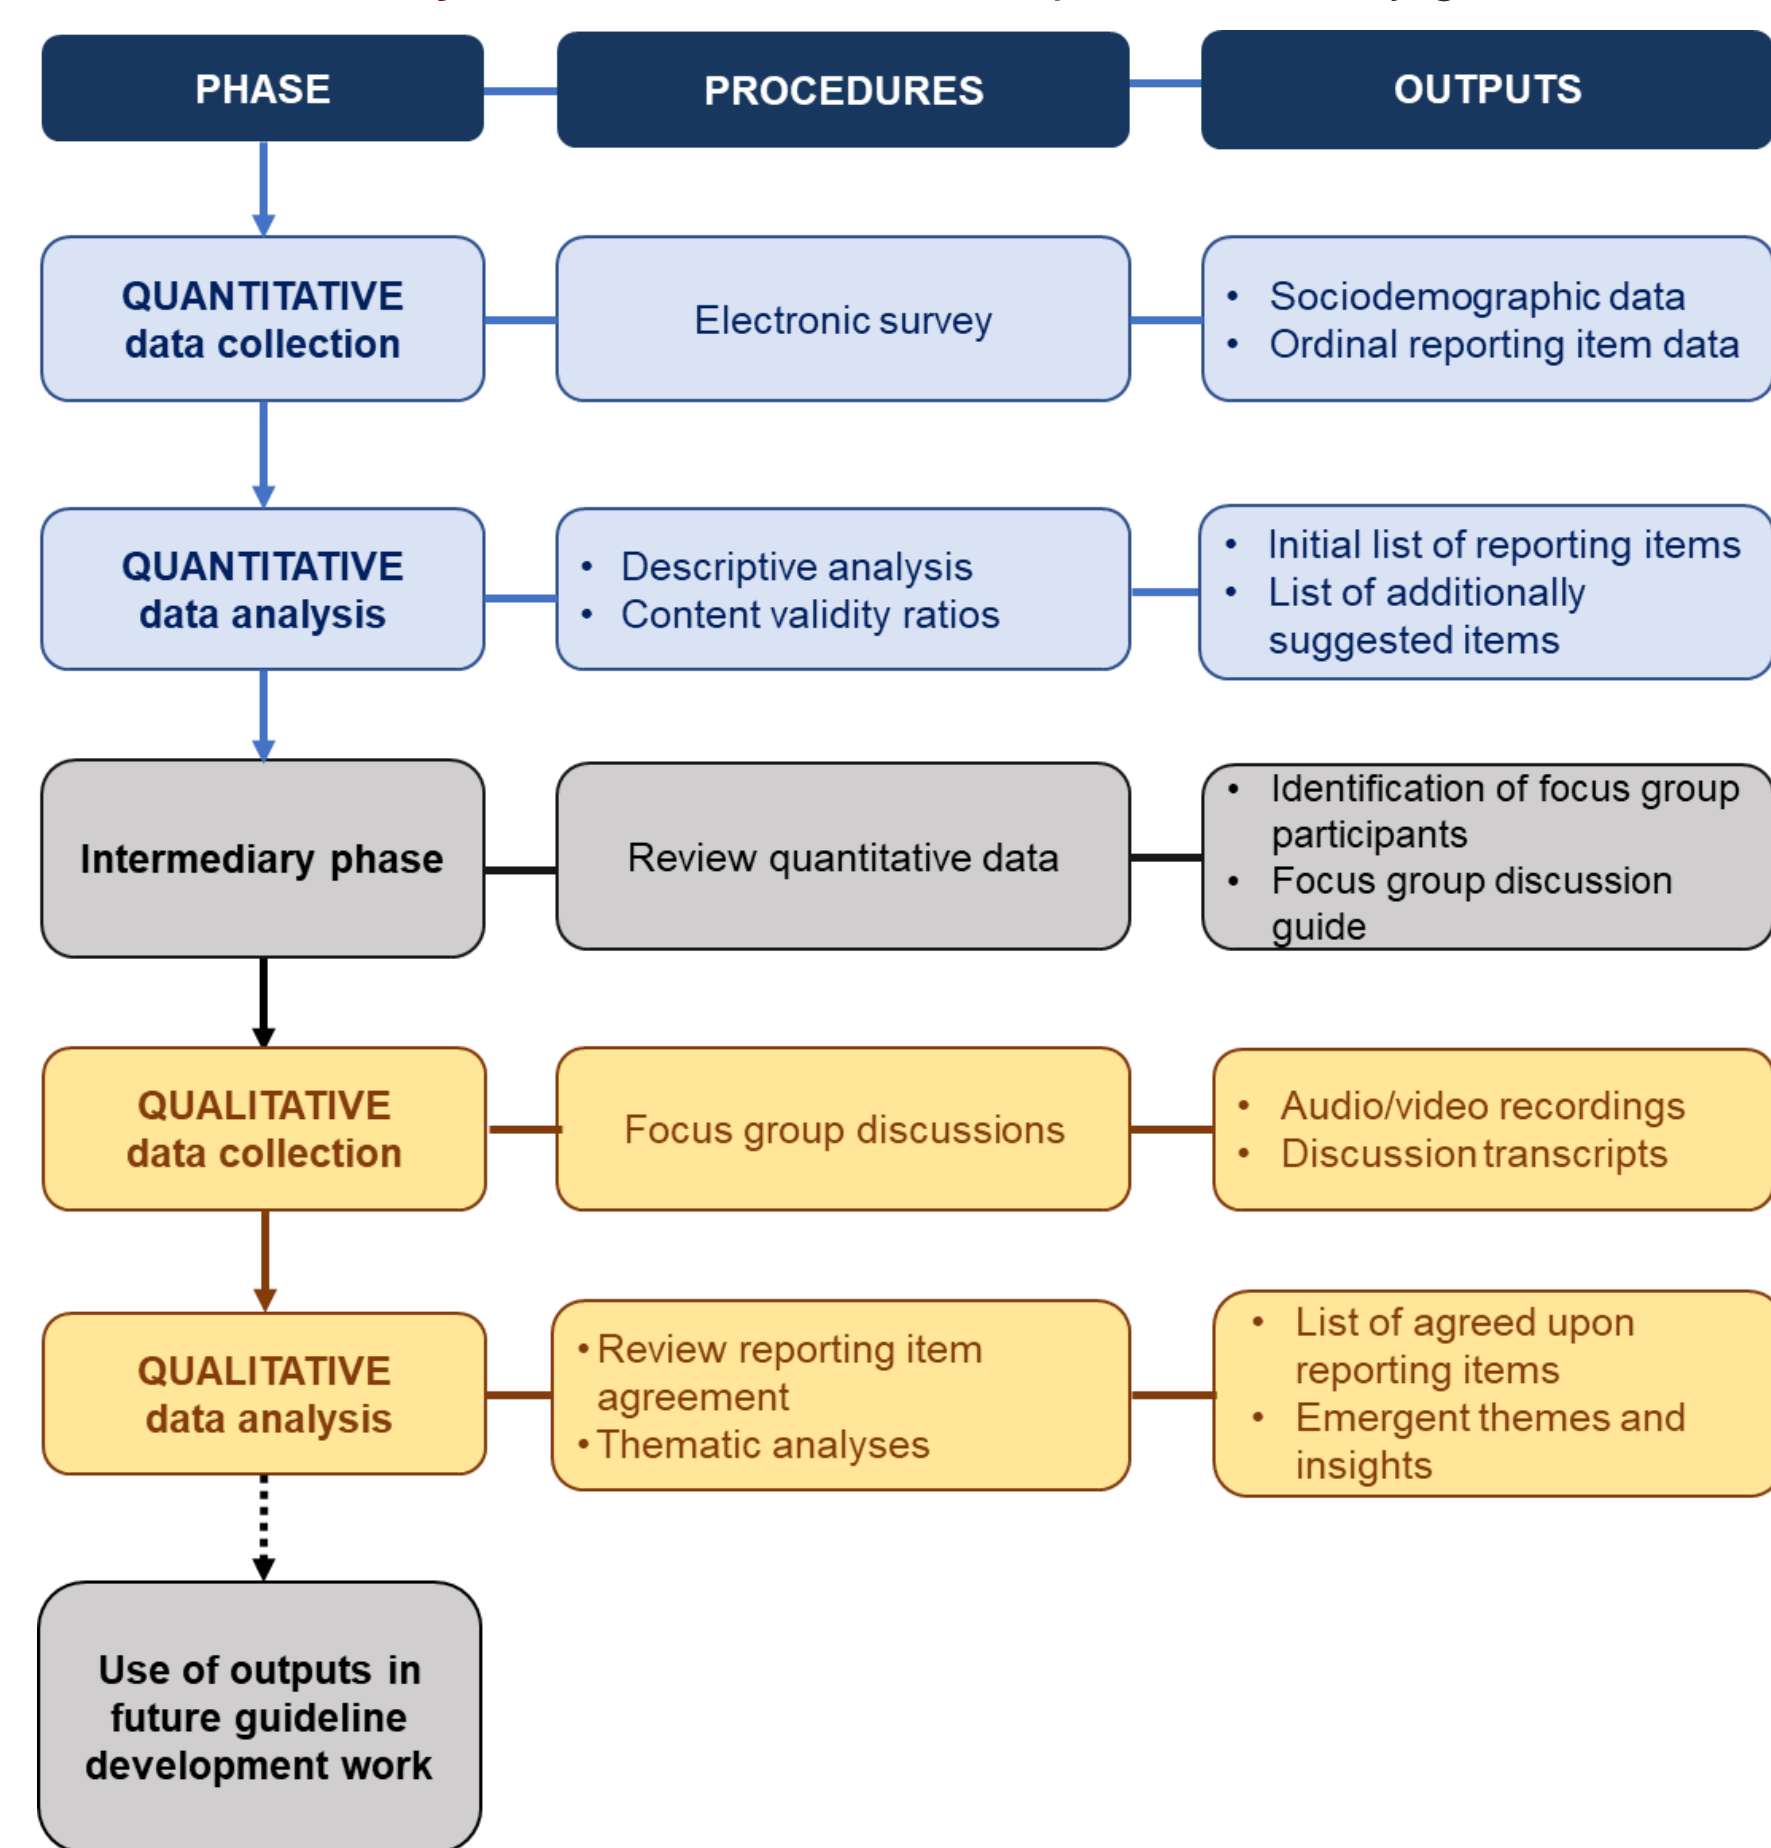 PHASE
PROCEDURES
OUTPUTS
QUANTITATIVE
data collection
Electronic survey
• Sociodemographic data
• Ordinal reporting item data
QUANTITATIVE
data analysis
• Descriptive analysis
• Content validity ratios
• Initial list of reporting items
• List of additionally
suggested items
Intermediary phase
Review quantitative data
• Identification of focus group
participants
• Focus group discussion
guide
QUALITATIVE
data collection
Focus group discussions
• Audio/video recordings
• Discussion transcripts
QUALITATIVE
data analysis
• Review reporting item
agreement
• Thematic analyses
• List of agreed upon
reporting items
• Emergent themes and
insights
Use of outputs in
future guideline
development work